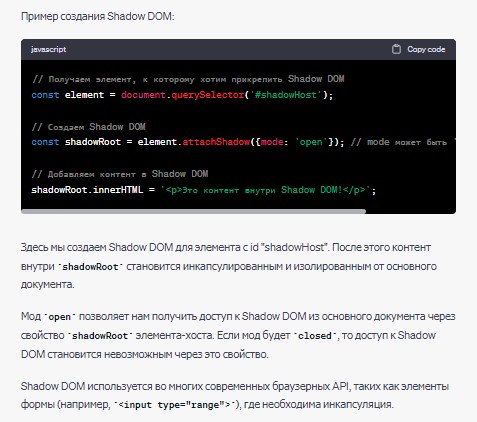 Пример создания Shadow DOM:
javascript Copy code
// Получаем элемент, к которому хотим прикрепить Shadow DOM
const element = document.querySelector('#shadowHost');
// Создаем Shadow DOM
const shadowRoot = element.attachShadow({mode: 'open'}); // mode может быть
// Добавляем контент в Shadow DOM
shadowRoot.innerHTML = '<p>Это контент внутри Shadow DOM!</p>';
Здесь мы создаем Shadow DOM для элемента с id "shadowHost". После этого контент
внутри `shadowRoot` становится инкапсулированным и изолированным от основного
документа.
Мод `open` позволяет нам получить доступ к Shadow DOM из основного документа через
свойство `shadowRoot` элемента-хоста. Если мод будет `closed`, то доступ к Shadow
DOM становится невозможным через это свойство.
Shadow DOM используется во многих современных браузерных API, таких как элементы
формы (например, `<input type="range">`), где необходима инкапсуляция.